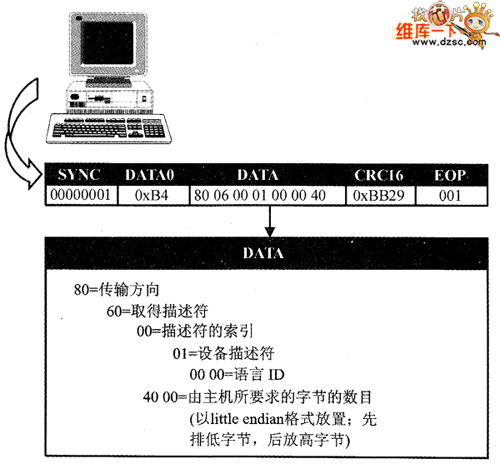 找芯片
维库一下
www.dzsc.com
SYNC DATA0 DATA CRC16 EOP
00000001 0xB4 80 06 00 01 00 00 40 0xBB29 001
DATA
80=传输方向
60=取得描述符
00=描述符的索引
01=设备描述符
00 00=语言 ID
40 00=由主机所要求的字节的数目
(以little endian格式放置；先
排低字节，后放高字节)